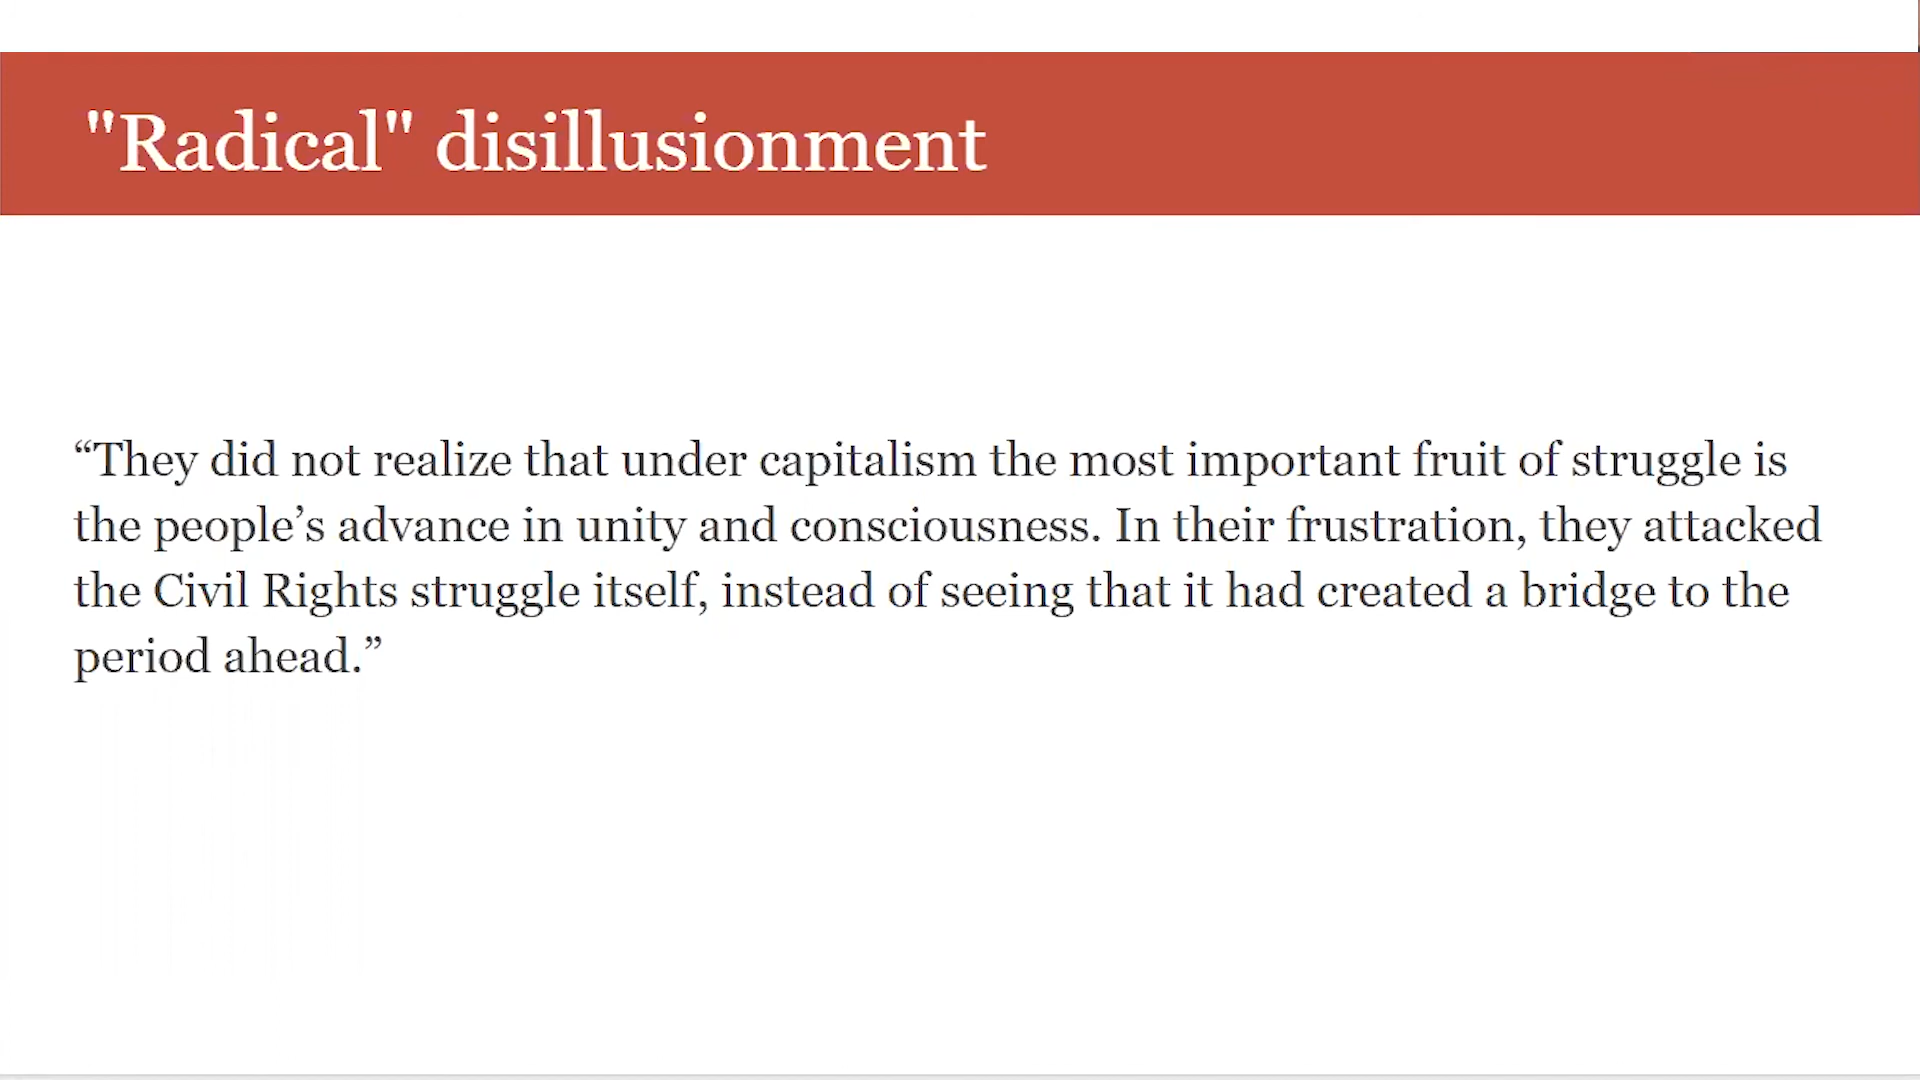 "Radical" disillusionment
“They did not realize that under capitalism the most important fruit of struggle is
the people’s advance in unity and consciousness. In their frustration, they attacked
the Civil Rights struggle itself, instead of seeing that it had created a bridge to the
period ahead.”